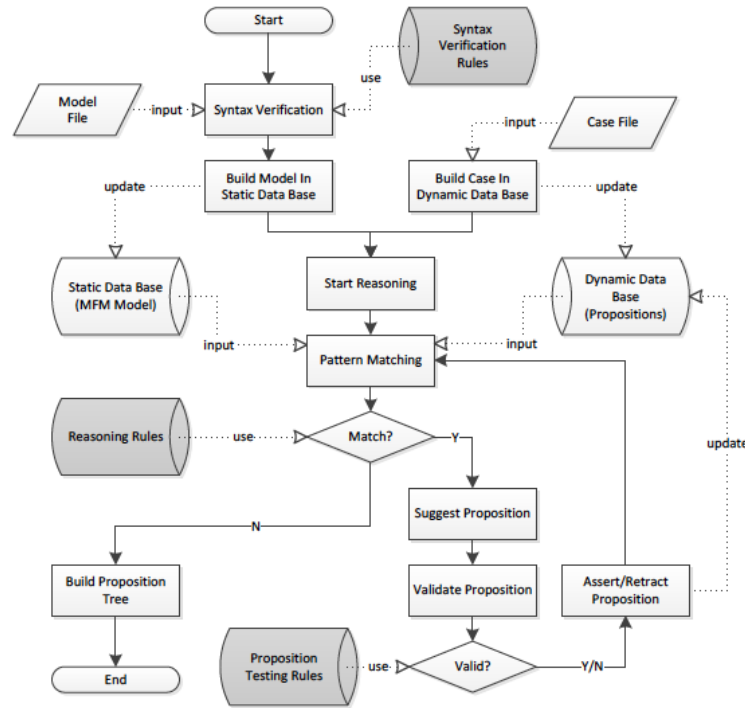 Start
Syntax
Verification
Rules
use
Model
File
input
Syntax Verification
input
Case File
Build Model In
Static Data Base
Build Case In
Dynamic Data Base
update
update
Static Data Base
(MFM Model)
Start Reasoning
Dynamic Data
Base
(Propositions)
input
input
Pattern Matching
Reasoning Rules
use
Match?
Y
update
Suggest Proposition
N
Build Proposition
Tree
Validate Proposition
Assert/Retract
Proposition
Proposition
Testing Rules
use
Valid?
Y/N
End